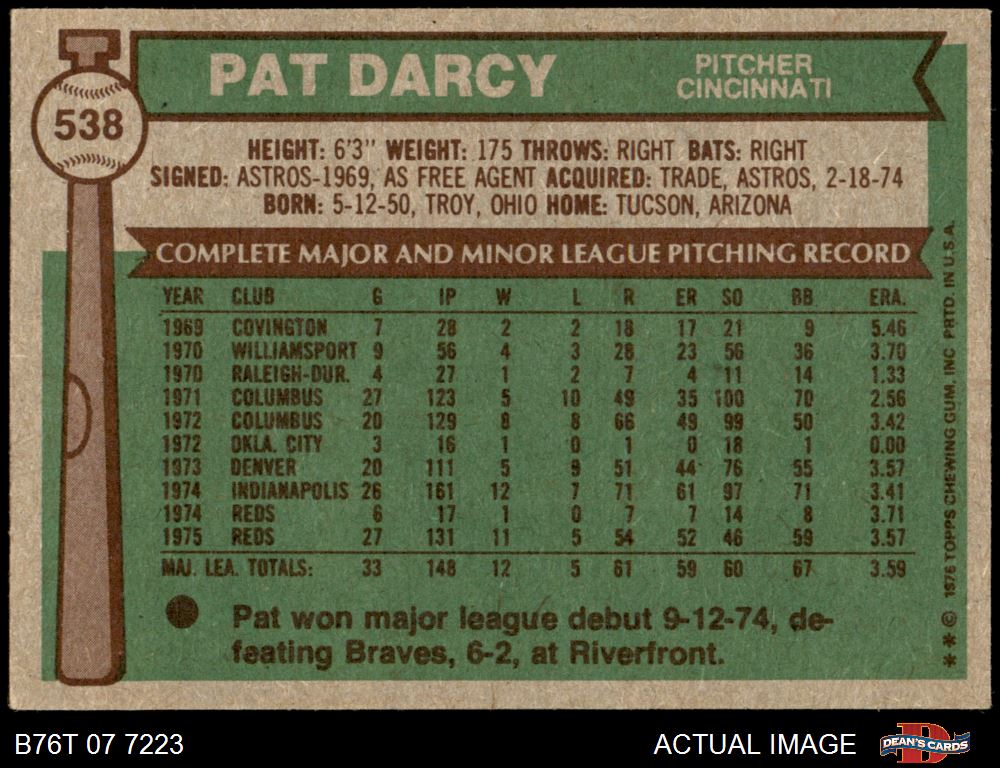 PAT DARCY
PITCHER
CINCINNATI
538
HEIGHT: 6'3" WEIGHT: 175 THROWS: RIGHT BATS: RIGHT
SIGNED: ASTROS-1969, AS FREE AGENT ACQUIRED: TRADE, ASTROS, 2-18-74
BORN: 5-12-50, TROY, OHIO HOME: TUCSON, ARIZONA
COMPLETE MAJOR AND MINOR LEAGUE PITCHING RECORD
YEAR CLUB G IP W L R ER SO BB ERA.
1969 COVINGTON 7 28 2 2 18 17 21 9 5.46
1970 WILLIAMSPORT 9 56 4 3 28 23 56 36 3.70
1970 RALEIGH-DUR. 4 27 1 2 7 4 11 14 1.33
1971 COLUMBUS 27 123 5 10 49 35 100 70 2.56
1972 COLUMBUS 20 129 8 8 66 49 99 50 3.42
1972 OKLA. CITY 3 16 1 0 1 0 18 1 0.00
1973 DENVER 20 111 5 9 51 44 76 55 3.57
1974 INDIANAPOLIS 26 161 12 7 71 61 97 71 3.41
1974 REDS 6 17 1 0 7 7 14 8 3.71
1975 REDS 27 131 11 5 54 52 46 59 3.57
MAJ. LEA. TOTALS: 33 148 12 5 61 59 60 67 3.59
Pat won major league debut 9-12-74, de-
feating Braves, 6-2, at Riverfront.
** © 1976 TOPPS CHEWING GUM, INC. PRTD. IN U.S.A.
B76T 07 7223
ACTUAL IMAGE
D
DEAN'S CARDS